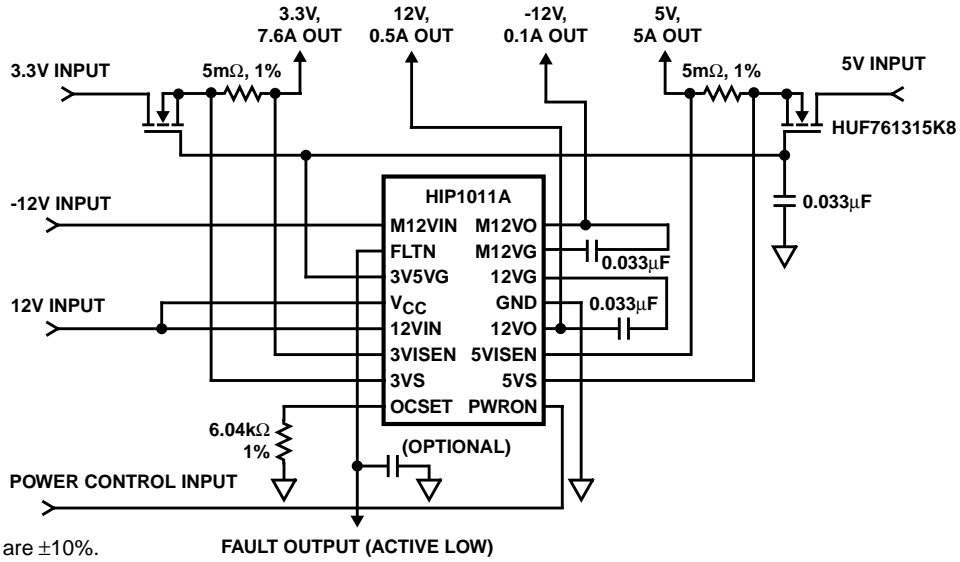 3.3V,
7.6A OUT
12V,
0.5A OUT
-12V,
0.1A OUT
5V,
5A OUT
3.3V INPUT
5mΩ, 1%
5mΩ, 1%
5V INPUT
HUF761315K8
-12V INPUT
HIP1011A
0.033µF
M12VIN
M12VO
FLTN
M12VG
0.033µF
3V5VG
12VG
12V INPUT
VCC
GND
0.033µF
12VIN
12VO
3VISEN
5VISEN
3VS
5VS
OCSET
PWRON
6.04kΩ
1%
(OPTIONAL)
POWER CONTROL INPUT
are ±10%.
FAULT OUTPUT (ACTIVE LOW)